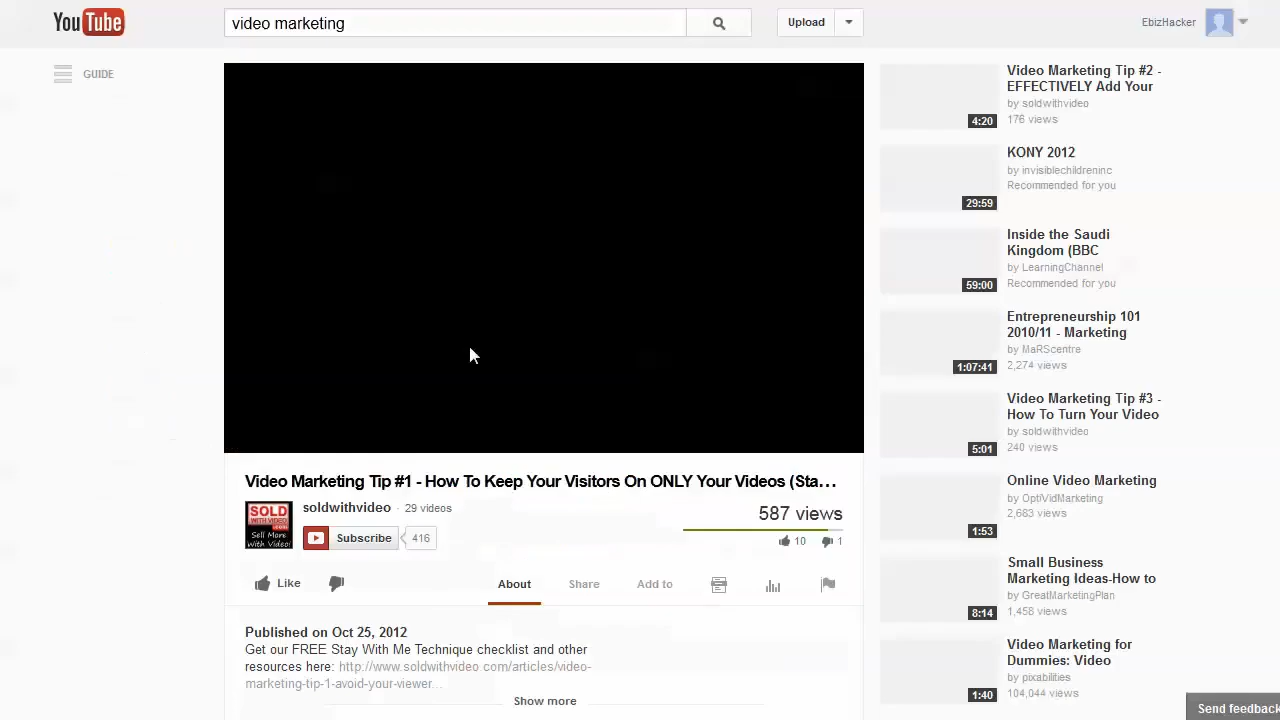 YouTube
video marketing
Upload
EbizHacker
GUIDE
Video Marketing Tip #1 - How To Keep Your Visitors On ONLY Your Videos (Sta...
SOLD
WITH VIDEO.com
Sell More
With Video!
soldwithvideo · 29 videos
Subscribe 416
587 views
10 1
Like
About
Share
Add to
Published on Oct 25, 2012
Get our FREE Stay With Me Technique checklist and other
resources here: http://www.soldwithvideo.com/articles/video-
marketing-tip-1-avoid-your-viewer...
Show more
4:20
Video Marketing Tip #2 -
EFFECTIVELY Add Your
by soldwithvideo
176 views
29:59
KONY 2012
by invisiblechildreninc
Recommended for you
59:00
Inside the Saudi
Kingdom (BBC
by LearningChannel
Recommended for you
1:07:41
Entrepreneurship 101
2010/11 - Marketing
by MaRScentre
2,274 views
5:01
Video Marketing Tip #3 -
How To Turn Your Video
by soldwithvideo
240 views
1:53
Online Video Marketing
by OptiVidMarketing
2,683 views
8:14
Small Business
Marketing Ideas-How to
by GreatMarketingPlan
1,458 views
1:40
Video Marketing for
Dummies: Video
by pixabilities
104,044 views
Send feedback